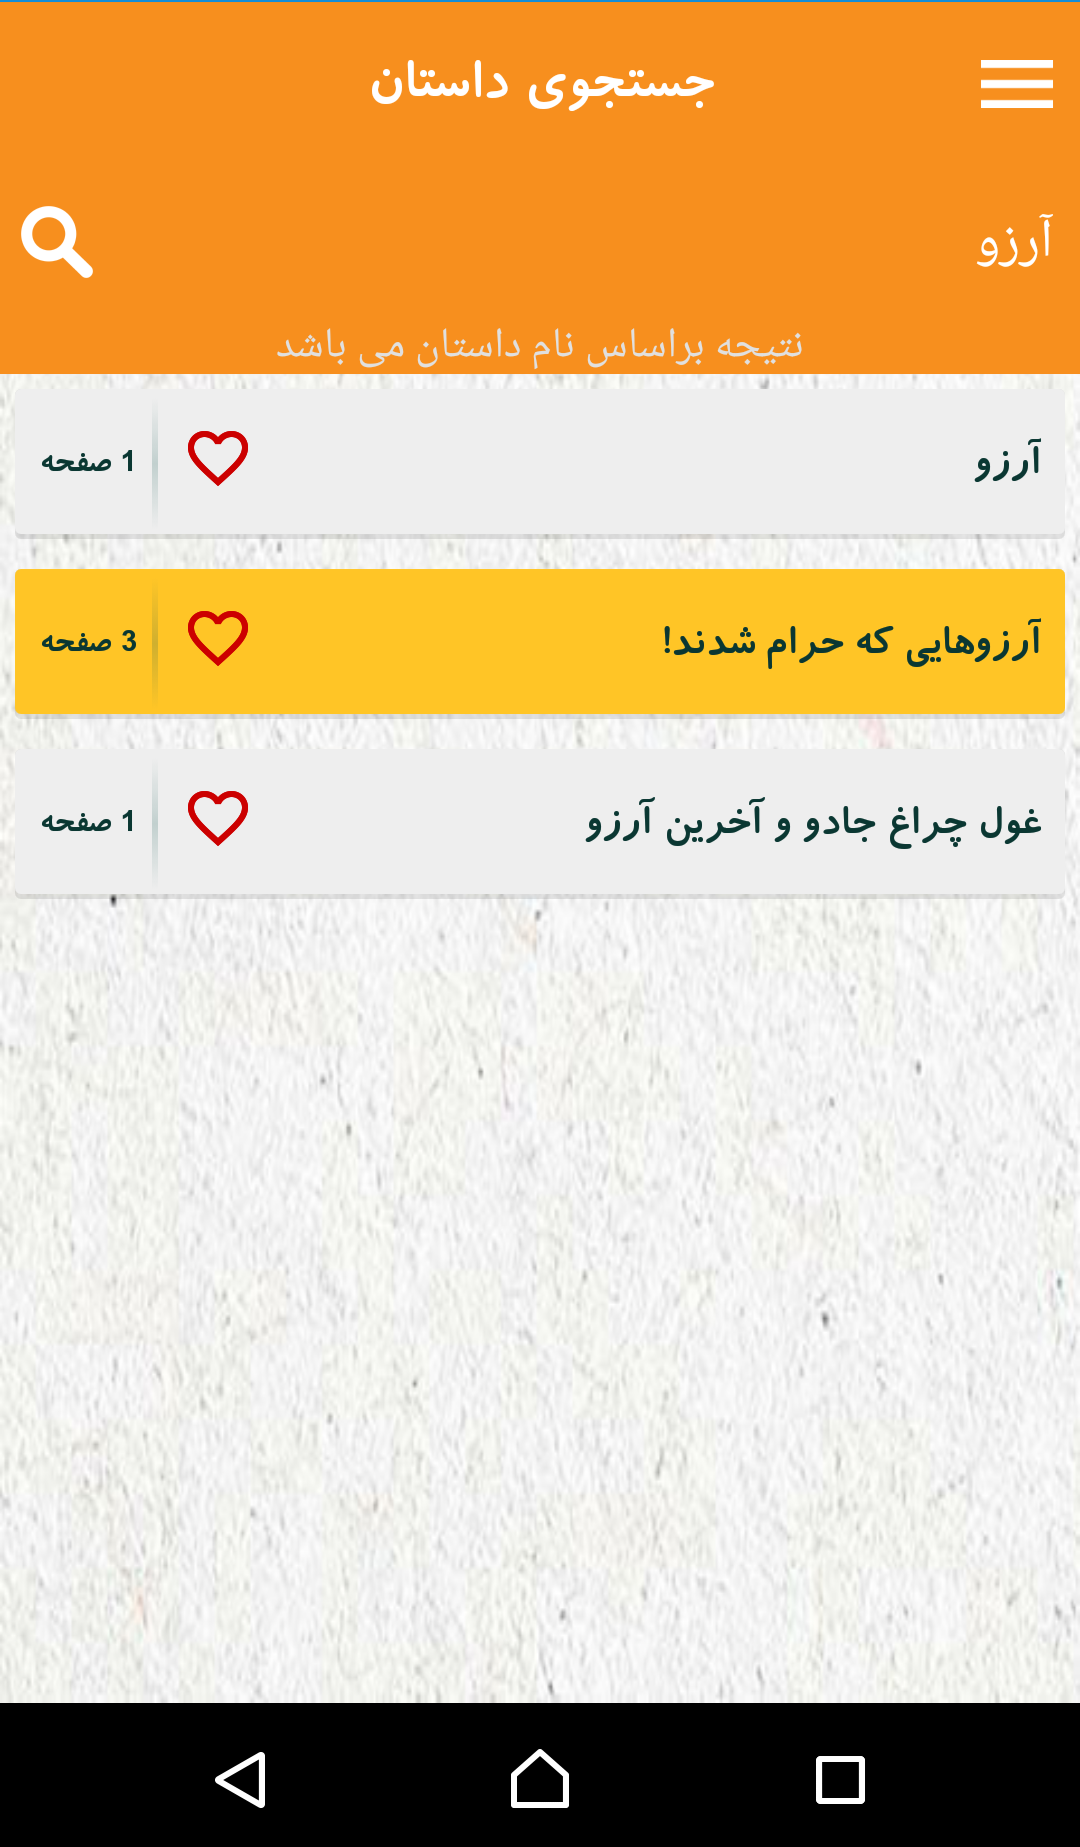 جستجوی داستان
آرزو
نتیجه براساس نام داستان می باشد
آرزو
1 صفحه
آرزوهایی که حرام شدند!
3 صفحه
غول چراغ جادو و آخرین آرزو
1 صفحه